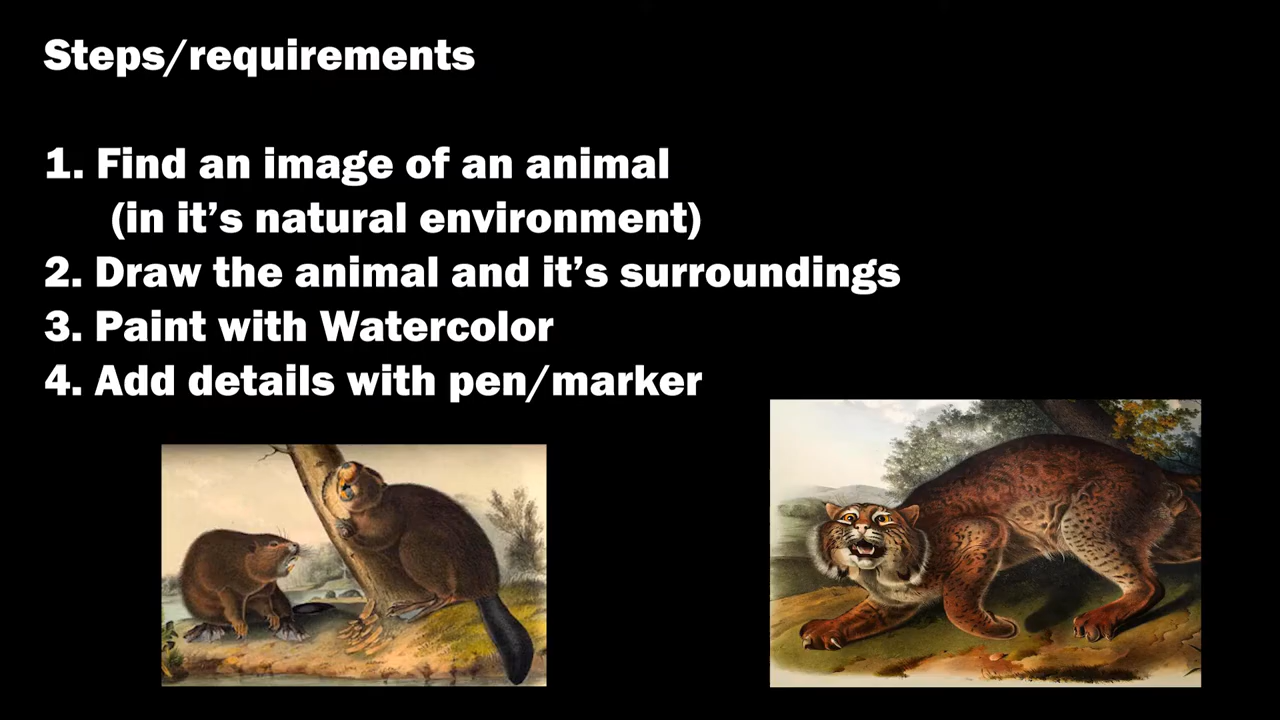 Steps/requirements
1. Find an image of an animal
(in it’s natural environment)
2. Draw the animal and it’s surroundings
3. Paint with Watercolor
4. Add details with pen/marker